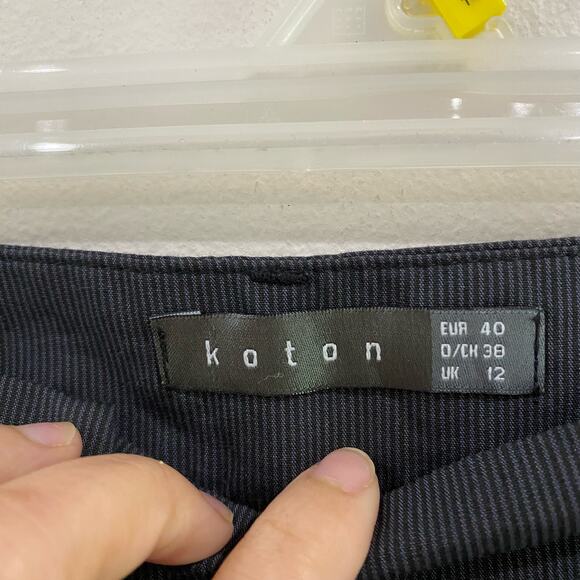 koton
EUR 40
D/CH 38
UK 12